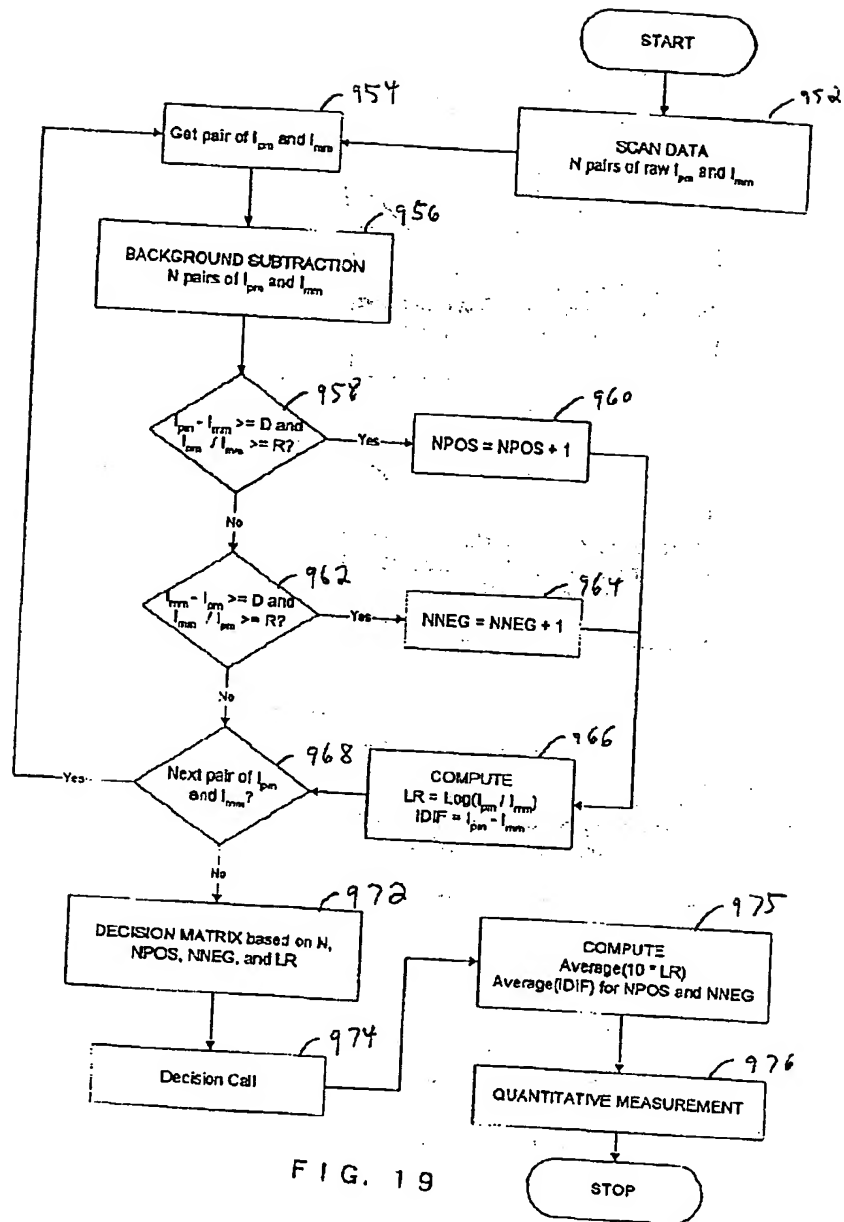 START
952
SCAN DATA
N pairs of raw I_pm and I_mm
954
Get pair of I_pm and I_mm
956
BACKGROUND SUBTRACTION
N pairs of I_pm and I_mm
958
I_pm - I_mm >= D and
I_pm / I_mm >= R?
Yes
960
NPOS = NPOS + 1
No
962
I_mm - I_pm >= D and
I_mm / I_pm >= R?
Yes
964
NNEG = NNEG + 1
No
966
COMPUTE
LR = Log(I_pm / I_mm)
IDIF = I_pm - I_mm
968
Next pair of I_pm
and I_mm?
Yes
No
972
DECISION MATRIX based on N,
NPOS, NNEG, and LR
974
Decision Call
975
COMPUTE
Average(10 * LR)
Average(IDIF) for NPOS and NNEG
976
QUANTITATIVE MEASUREMENT
STOP
FIG. 19